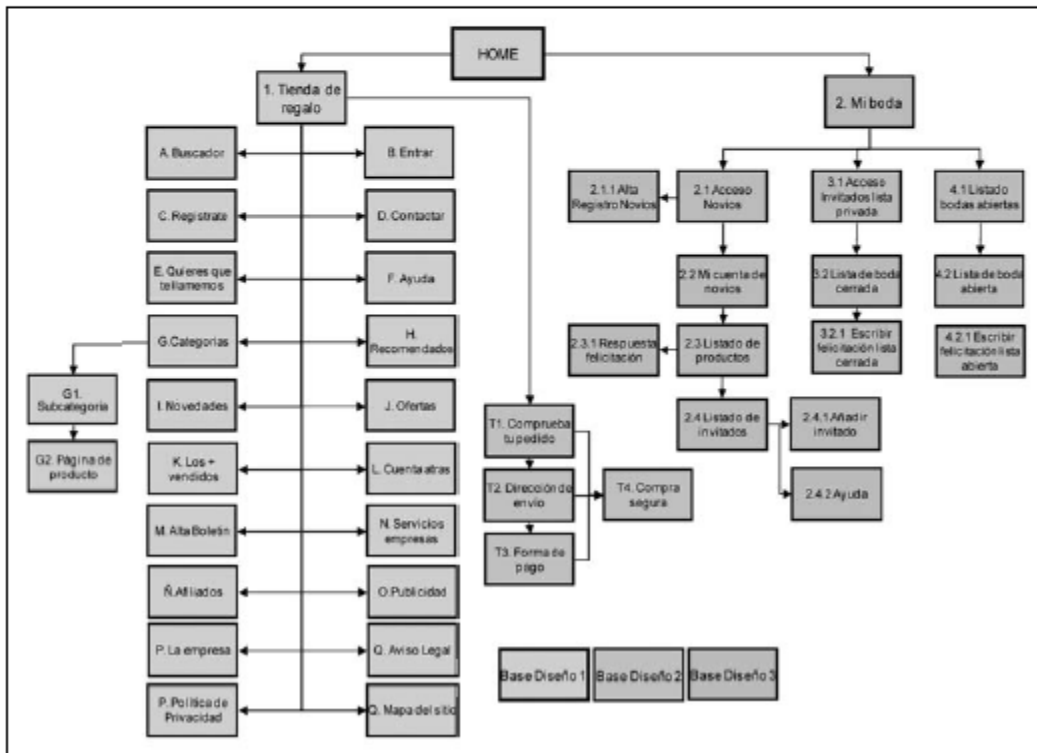 HOME
1. Tienda de
regalo
2. Mi boda
A. Buscador
B. Entrar
C. Registrate
D. Contactar
E. Quieres que
te llamemos
F. Ayuda
G.Categorias
H.
Recomendados
G1.
Subcategoria
G2. Página de
producto
I. Novedades
J. Ofertas
K. Los +
vendidos
L. Cuenta atras
M. Alta Boletin
N. Servicios
empresas
Ñ. Afiliados
O.Publicidad
P. La empresa
Q. Aviso Legal
P. Política de
Privacidad
Q. Mapa del sitio
T1. Comprueba
tu pedido
T2. Dirección de
envío
T3. Forma de
pago
T4. Compra
segura
2.1.1 Alta
Registro Novios
2.1 Acceso
Novios
3.1 Acceso
Invitados lista
privada
4.1 Listado
bodas abiertas
2.2 Mi cuenta de
novios
3.2 Lista de boda
cerrada
4.2 Lista de boda
abierta
2.3.1 Respuesta
felicitación
2.3 Listado de
productos
3.2.1 Escribir
felicitación lista
cerrada
4.2.1 Escribir
felicitación lista
abierta
2.4 Listado de
invitados
2.4.1 Añadir
invitado
2.4.2 Ayuda
Base Diseño 1
Base Diseño 2
Base Diseño 3